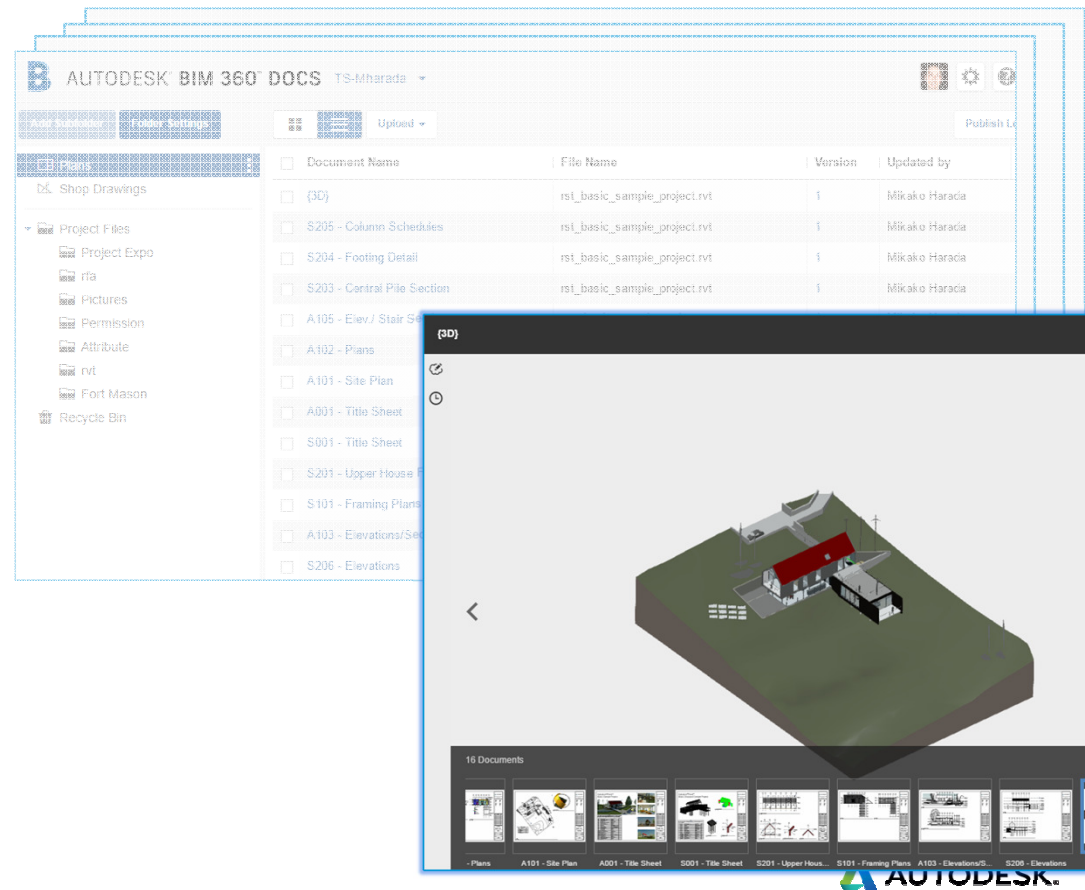 AUTODESK® BIM 360™ DOCS TS-Mharada
Upload
Document Name File Name Version Updated by
Plans
Shop Drawings
Project Files
Project Expo
rfa
Pictures
Permission
Attribute
rvt
Fort Mason
Recycle Bin
{3D} rst_basic_sample_project.rvt 1 Mikako Harada
S205 - Column Schedules rst_basic_sample_project.rvt 1 Mikako Harada
S204 - Footing Detail rst_basic_sample_project.rvt 1 Mikako Harada
S203 - Central Pile Section rst_basic_sample_project.rvt 1 Mikako Harada
A105 - Elev./ Stair
A102 - Plans
A101 - Site Plan
A001 - Title Sheet
S001 - Title Sheet
S201 - Upper House
S101 - Framing Plans
A103 - Elevations/Sec
S206 - Elevations
{3D}
16 Documents
- Plans A101 - Site Plan A001 - Title Sheet S001 - Title Sheet S201 - Upper Hous... S101 - Framing Plans A103 - Elevations/S... S206 - Elevations
AUTODESK.